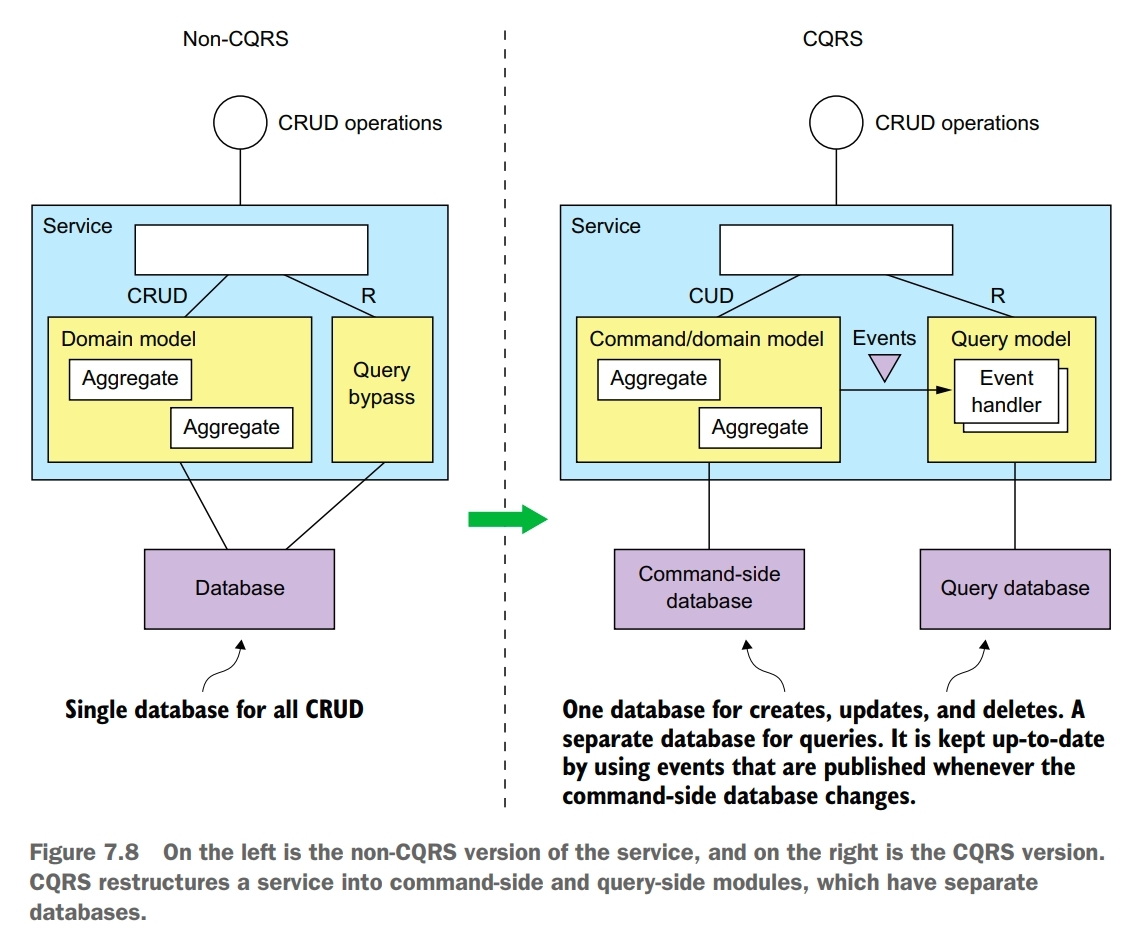 Non-CQRS
CRUD operations
Service
CRUD
R
Domain model
Aggregate
Aggregate
Query
bypass
Database
Single database for all CRUD
CQRS
CRUD operations
Service
CUD
R
Command/domain model
Aggregate
Aggregate
Events
Query model
Event
handler
Command-side
database
Query database
One database for creates, updates, and deletes. A
separate database for queries. It is kept up-to-date
by using events that are published whenever the
command-side database changes.
Figure 7.8 On the left is the non-CQRS version of the service, and on the right is the CQRS version.
CQRS restructures a service into command-side and query-side modules, which have separate
databases.